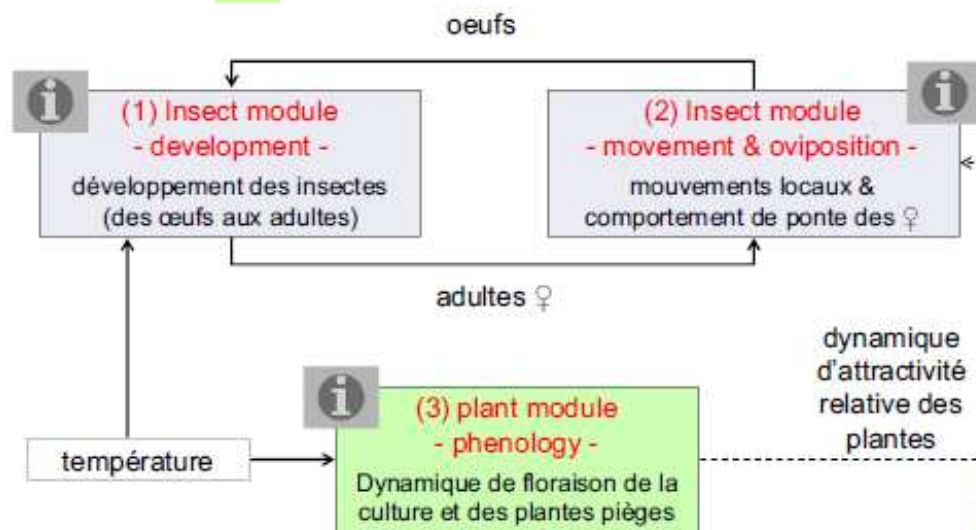 oeufs
(1) Insect module
- development -
développement des insectes
(des œufs aux adultes)
(2) Insect module
- movement & oviposition -
mouvements locaux &
comportement de ponte des ♀
adultes ♀
dynamique
d'attractivité
relative des
plantes
température
(3) plant module
- phenology -
Dynamique de floraison de la
culture et des plantes pièges